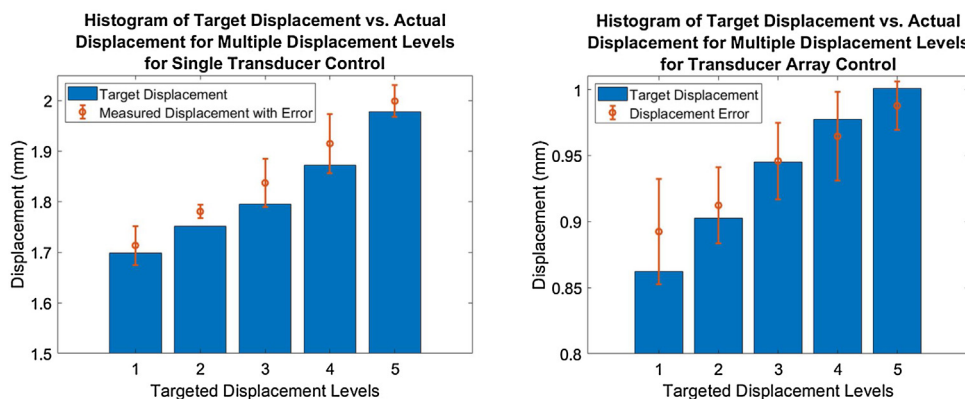 Histogram of Target Displacement vs. Actual
Displacement for Multiple Displacement Levels
for Single Transducer Control
2
1.9
1.8
1.7
1.6
1.5
Displacement (mm)
Target Displacement
Measured Displacement with Error
1 2 3 4 5
Targeted Displacement Levels
Histogram of Target Displacement vs. Actual
Displacement for Multiple Displacement Levels
for Transducer Array Control
1
0.95
0.9
0.85
0.8
Displacement (mm)
Target Displacement
Displacement Error
1 2 3 4 5
Targeted Displacement Levels